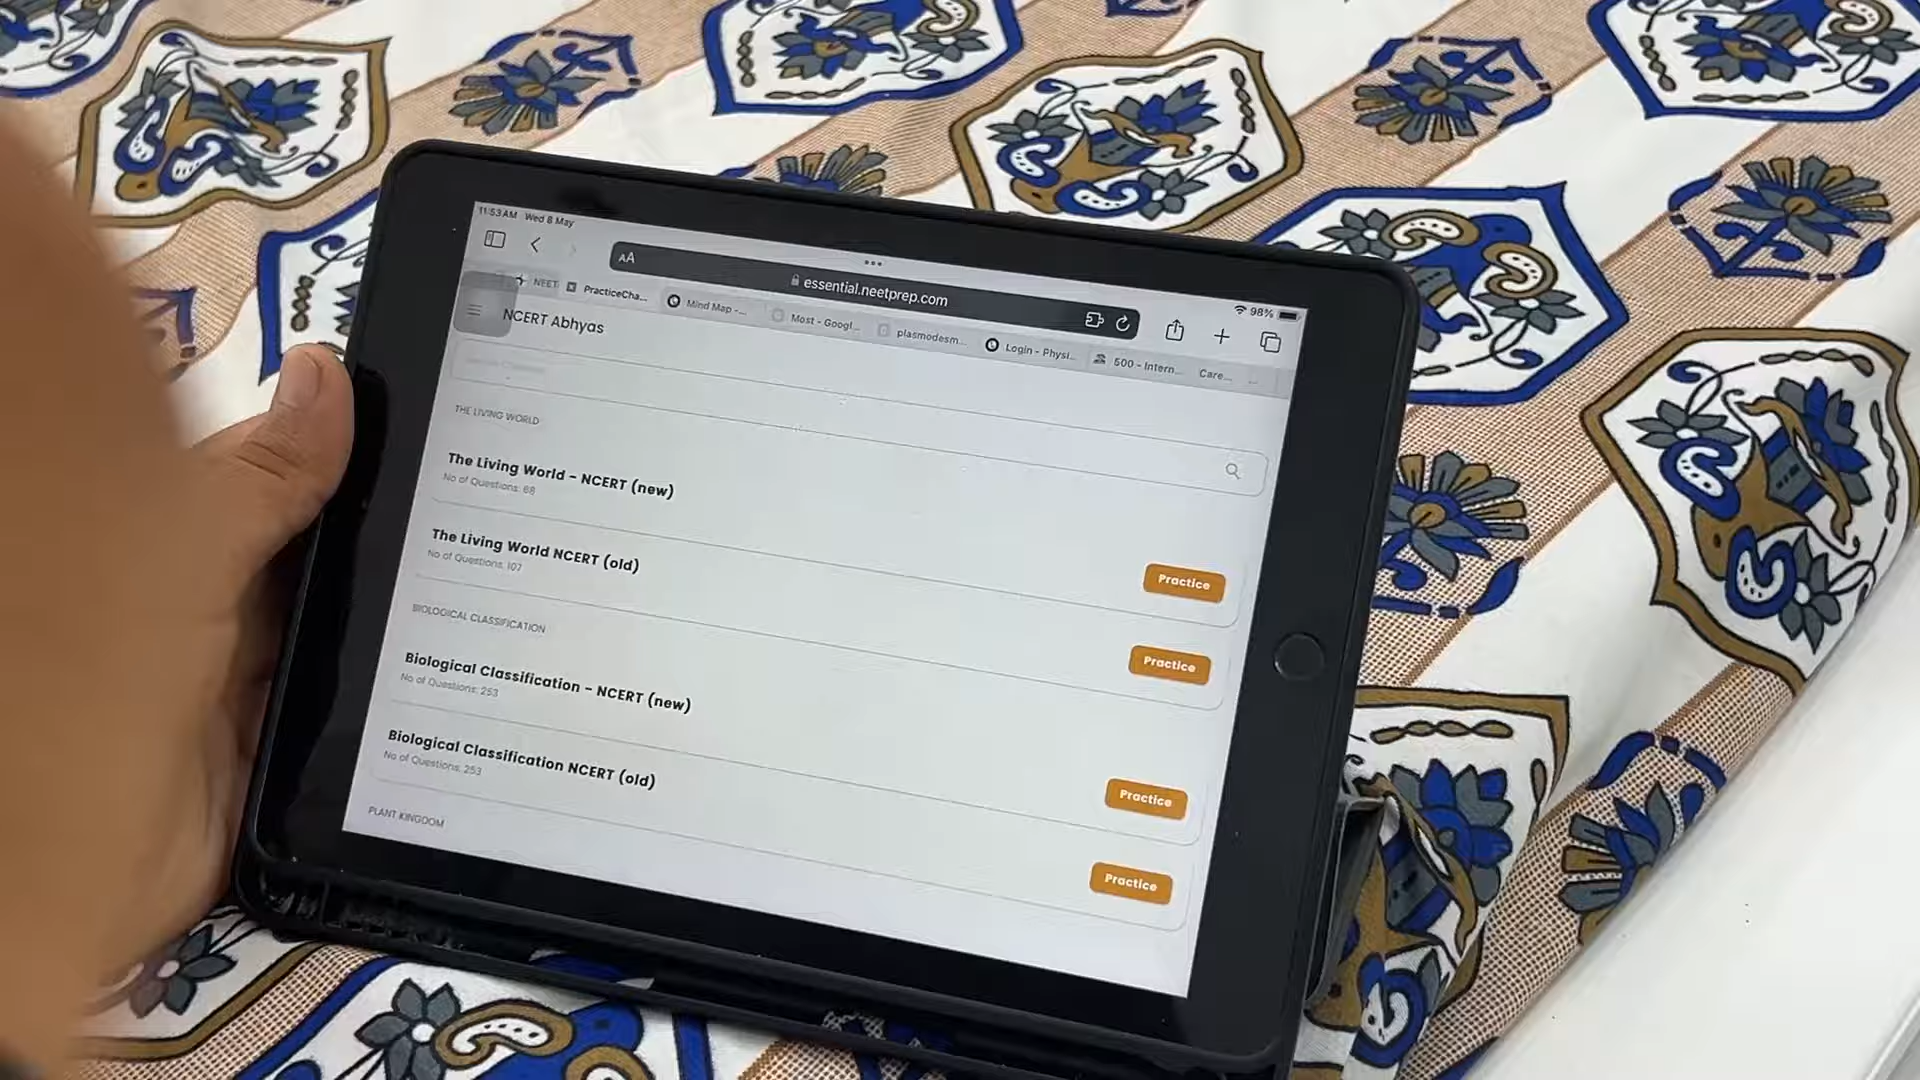 11:53 AM Wed 8 May
98%
AA essential.neetprep.com
NEET PracticeCha... Mind Map -... Most - Googl... plasmodesm... Login - Physi... 500 - Intern... Care...
NCERT Abhyas
THE LIVING WORLD
The Living World - NCERT (new)
No of Questions: 68
Practice
The Living World NCERT (old)
No of Questions: 107
Practice
BIOLOGICAL CLASSIFICATION
Biological Classification - NCERT (new)
No of Questions: 253
Practice
Biological Classification NCERT (old)
No of Questions: 253
Practice
PLANT KINGDOM